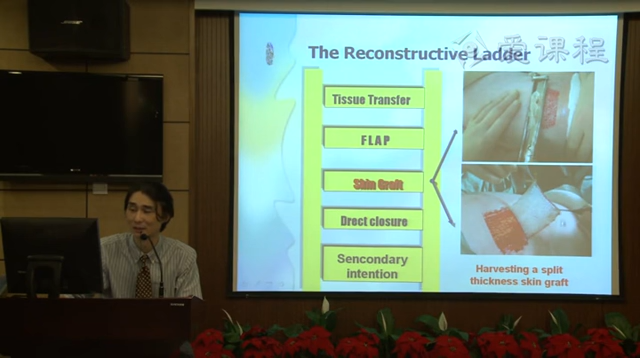 The Reconstructive Ladder
爱课程
Tissue Transfer
FLAP
Skin Graft
Drect closure
Sencondary
intention
Harvesting a split
thickness skin graft